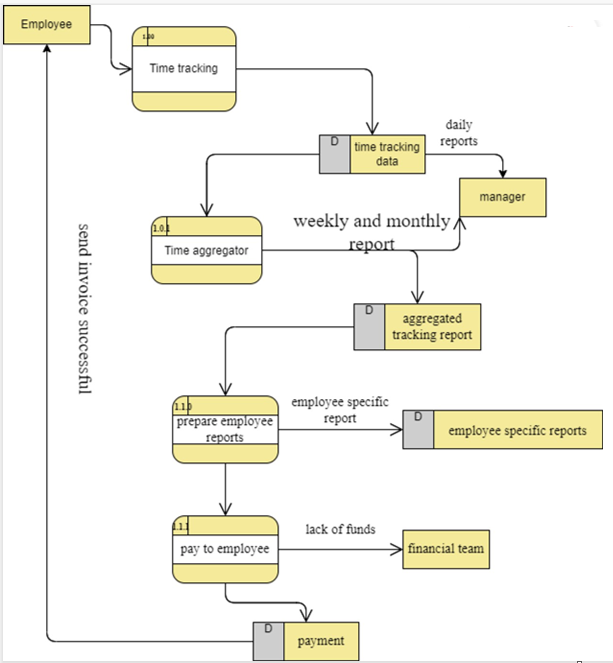 Employee
1.00
Time tracking
D
time tracking
data
daily
reports
manager
1.0.1
Time aggregator
weekly and monthly
report
D
aggregated
tracking report
send invoice successful
1.1.0
prepare employee
reports
employee specific
report
D
employee specific reports
1.1.1
pay to employee
lack of funds
financial team
D
payment